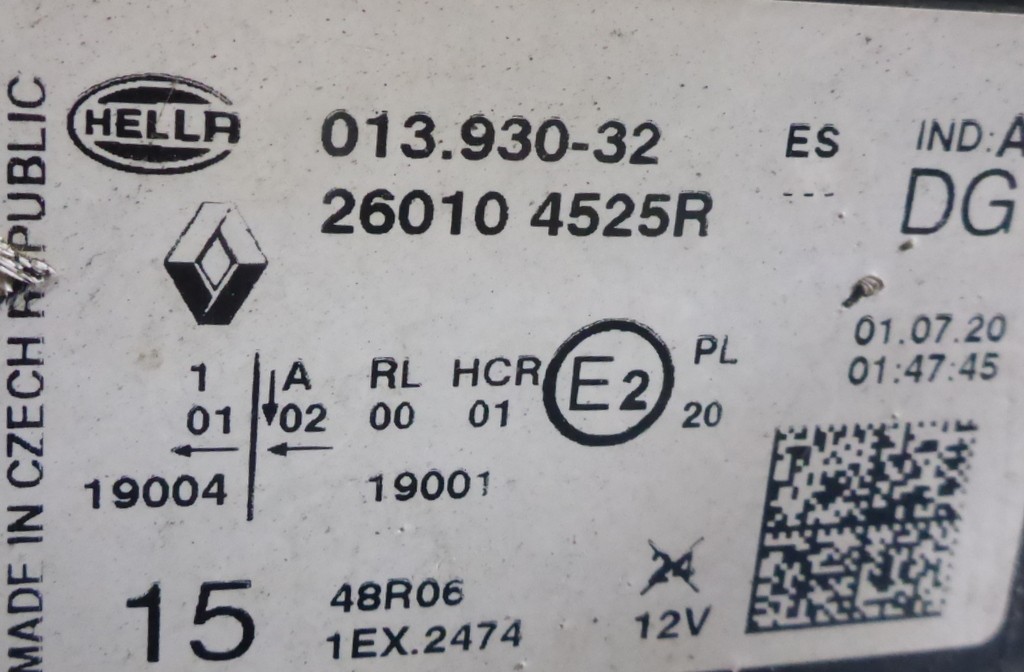 MADE IN CZECH REPUBLIC
HELLA
013.930-32
ES
IND:A
26010 4525R
---
DG
01.07.20
01:47:45
1 A RL HCR E2 PL
01 02 00 01 20
19004 19001
15
48R06
1EX.2474
24
12V